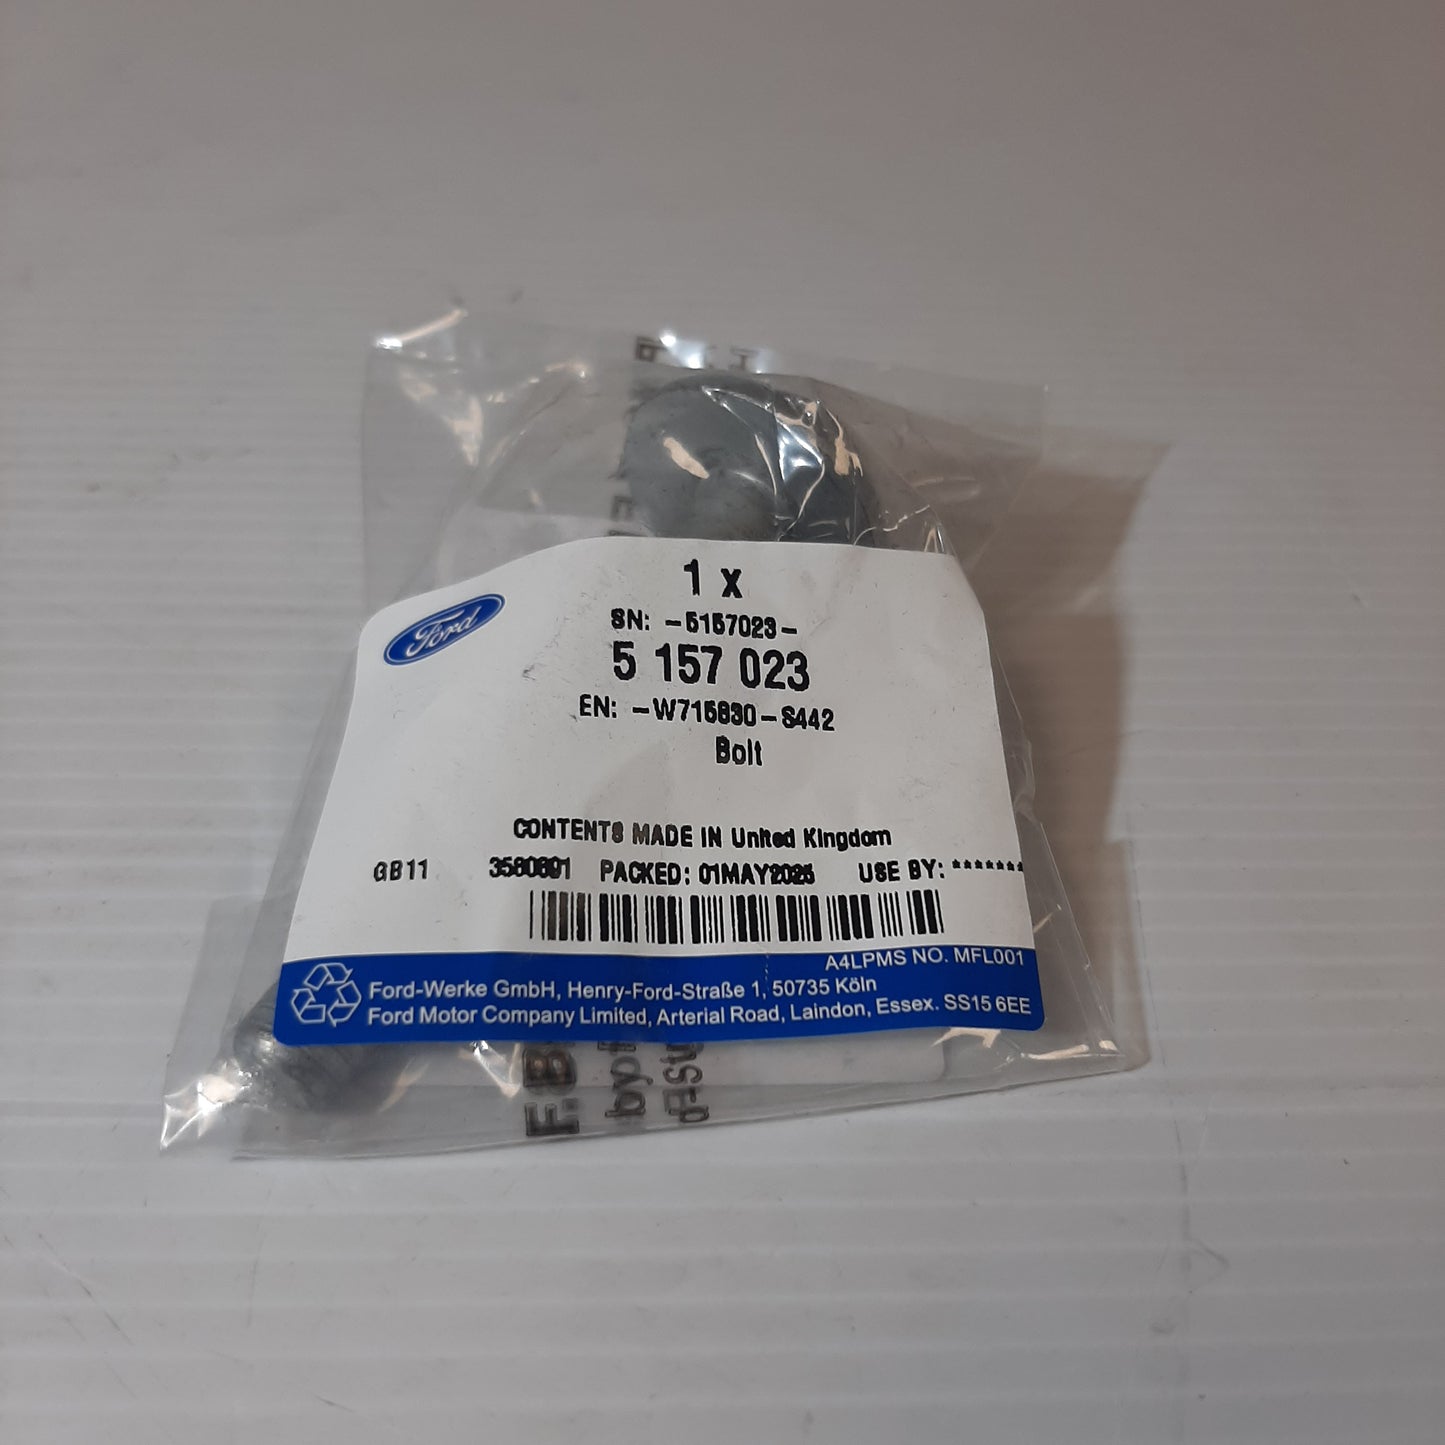 Ford
1 x
SN: -5157023-
5 157 023
EN: -W715830-S442
Bolt
CONTENTS MADE IN United Kingdom
GB11 3580891 PACKED: 01MAY2025 USE BY: *******
A4LPMS NO. MFL001
Ford-Werke GmbH, Henry-Ford-Straße 1, 50735 Köln
Ford Motor Company Limited, Arterial Road, Laindon, Essex. SS15 6EE